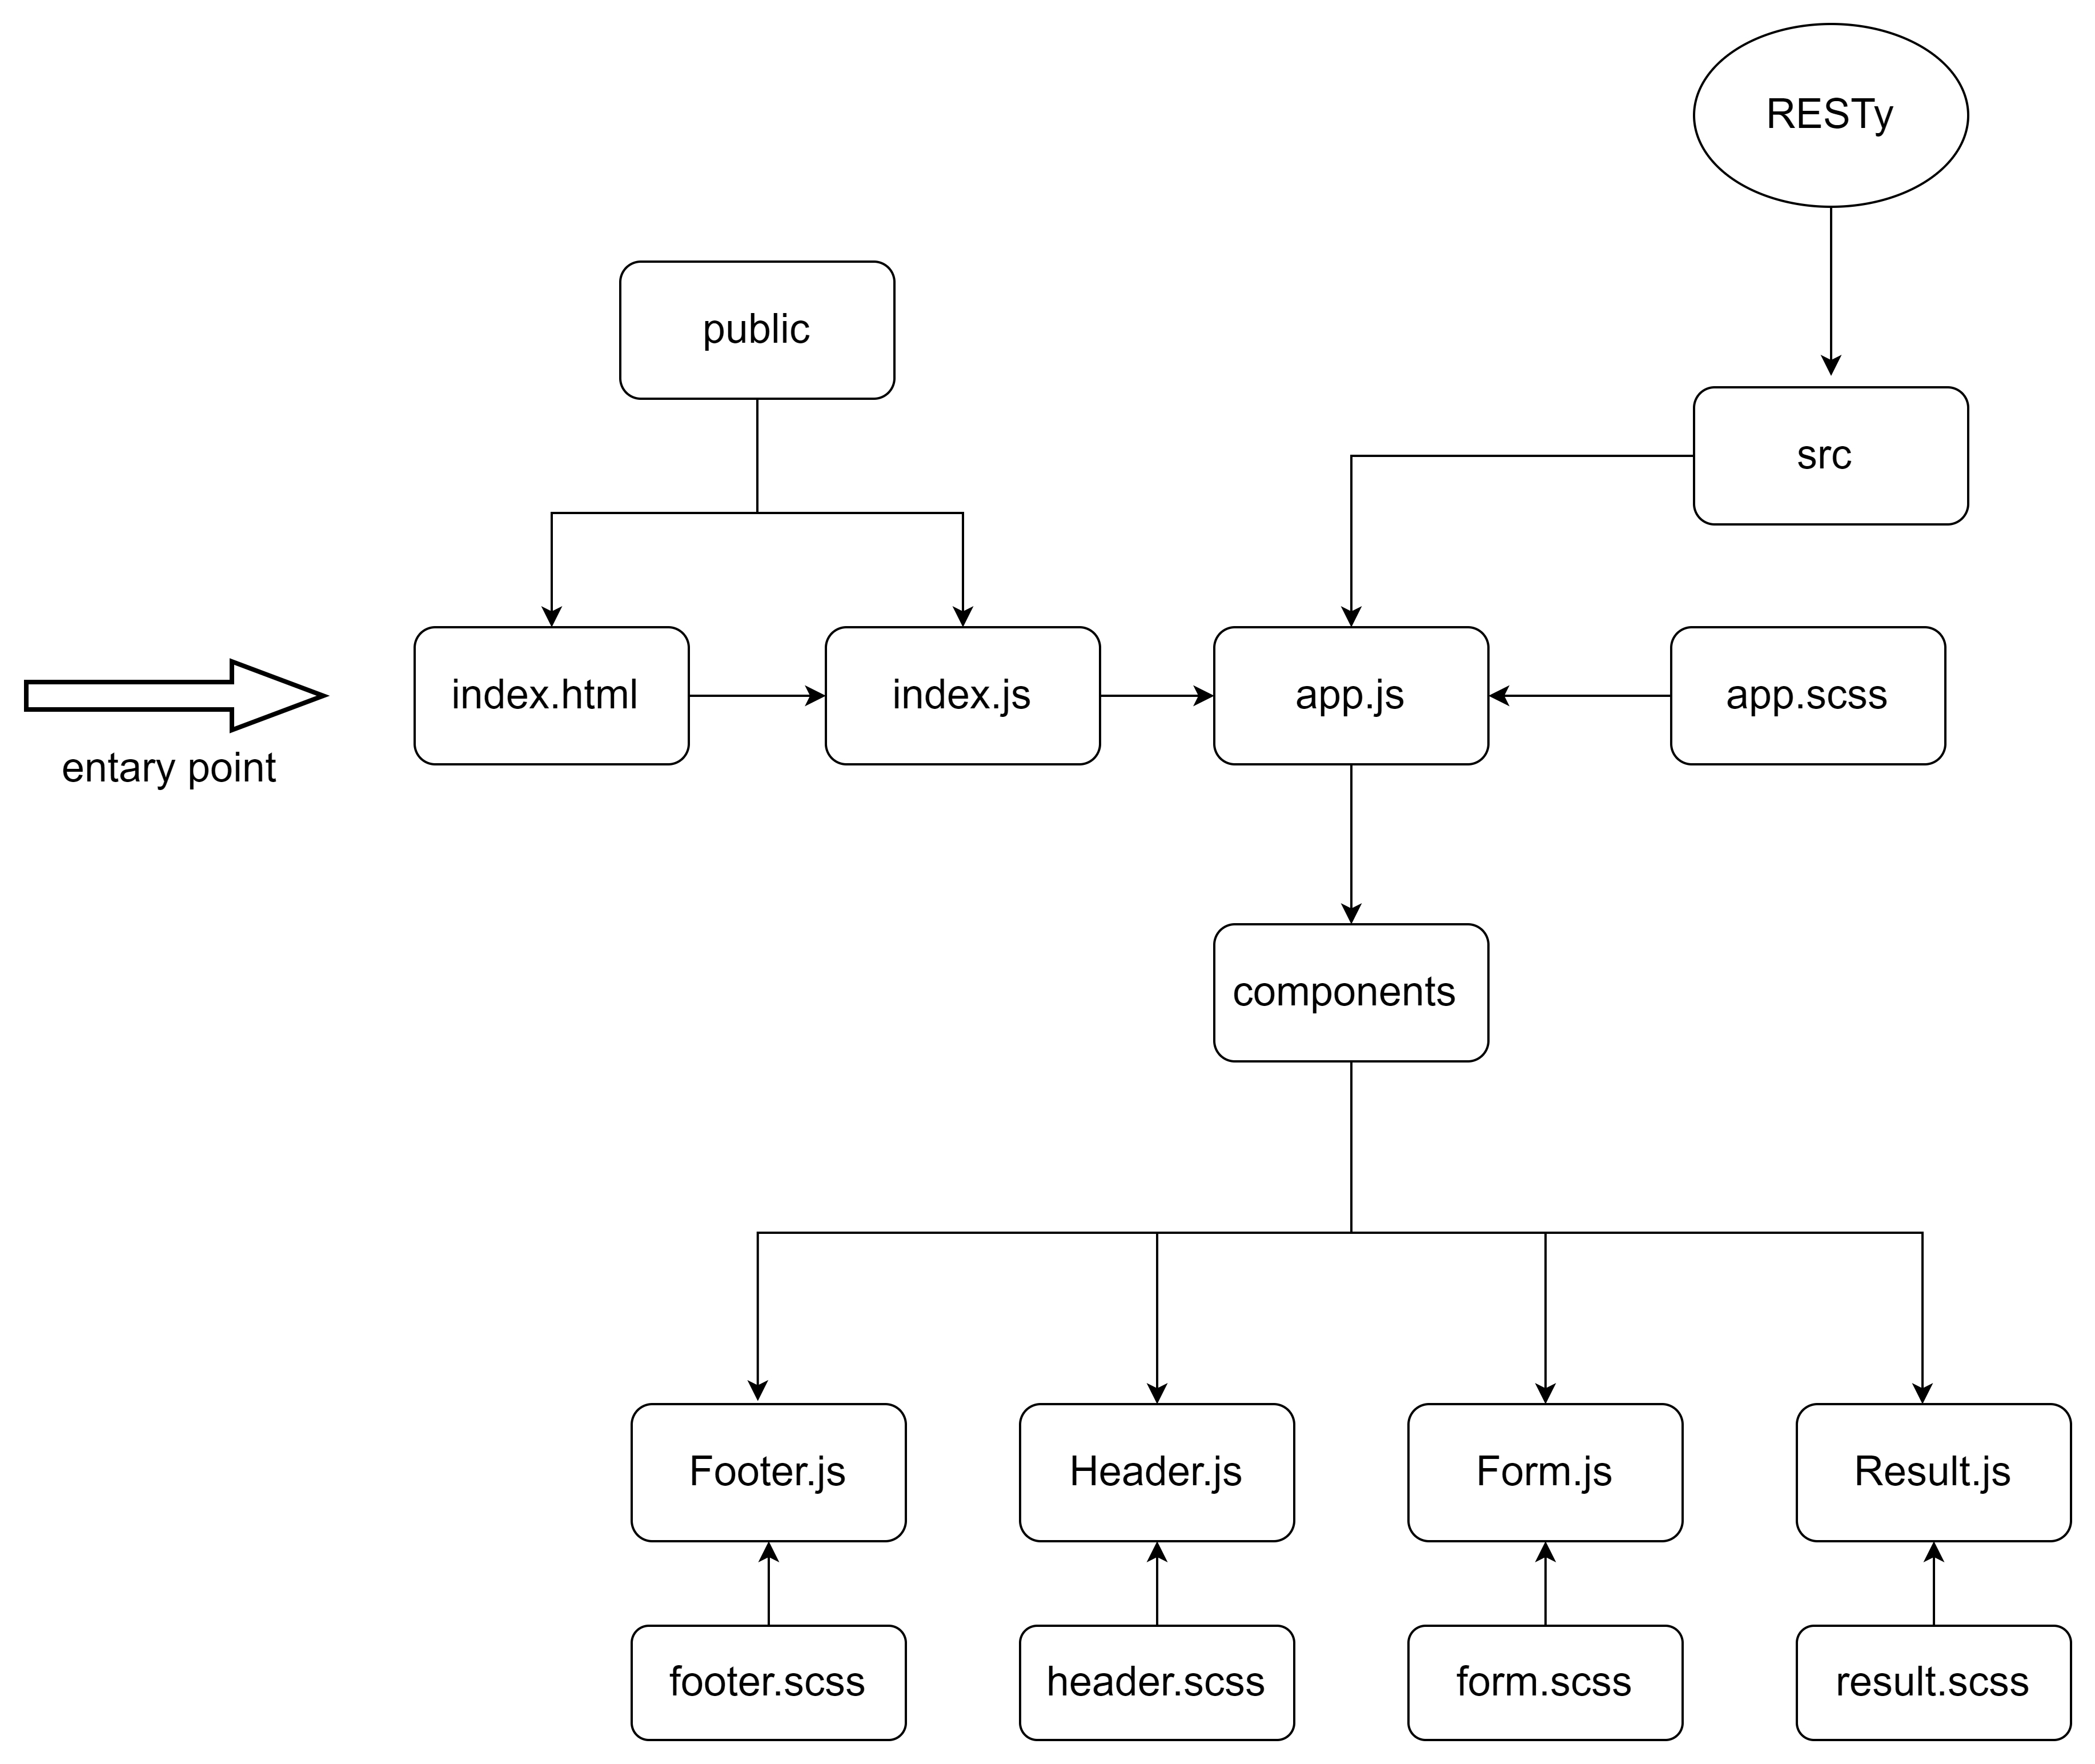 RESTy
public
src
index.html
index.js
app.js
app.scss
entary point
components
Footer.js
Header.js
Form.js
Result.js
footer.scss
header.scss
form.scss
result.scss